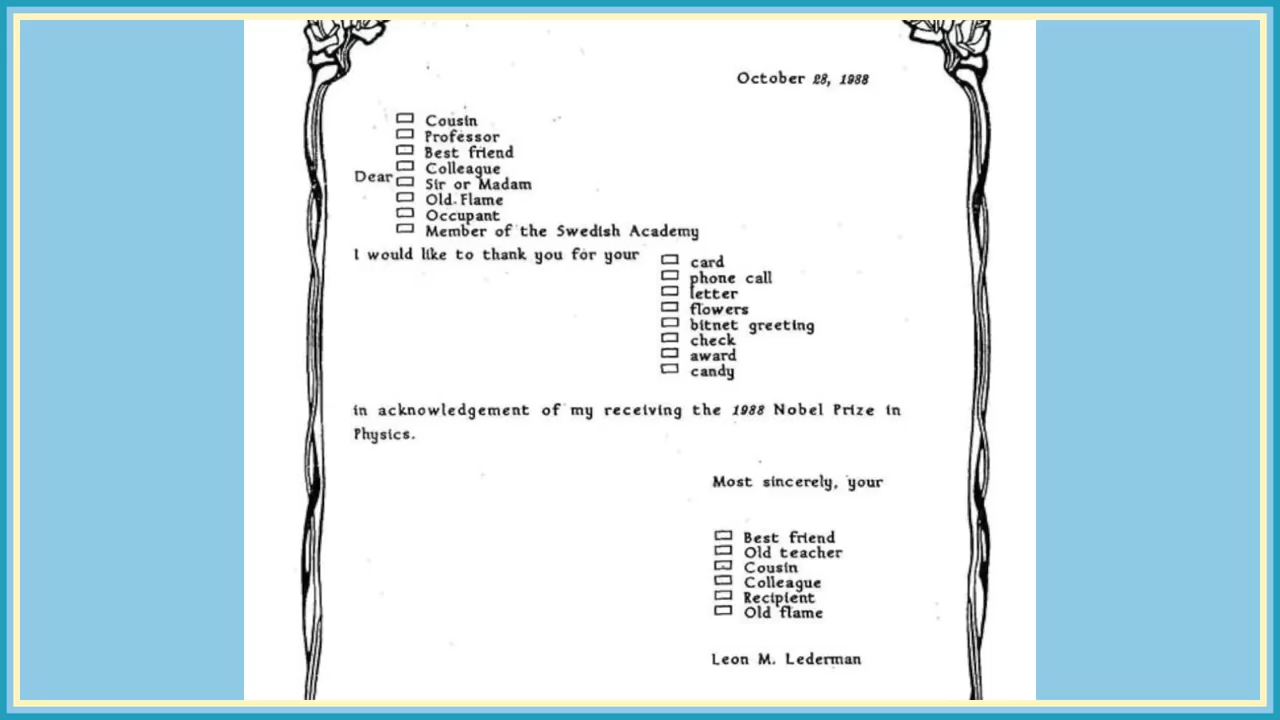 October 28, 1988
Cousin
Professor
Best friend
Colleague
Dear
Sir or Madam
Old Flame
Occupant
Member of the Swedish Academy
I would like to thank you for your
card
phone call
letter
flowers
bitnet greeting
check
award
candy
in acknowledgement of my receiving the 1988 Nobel Prize in
Physics.
Most sincerely, your
Best friend
Old teacher
Cousin
Colleague
Recipient
Old flame
Leon M. Lederman